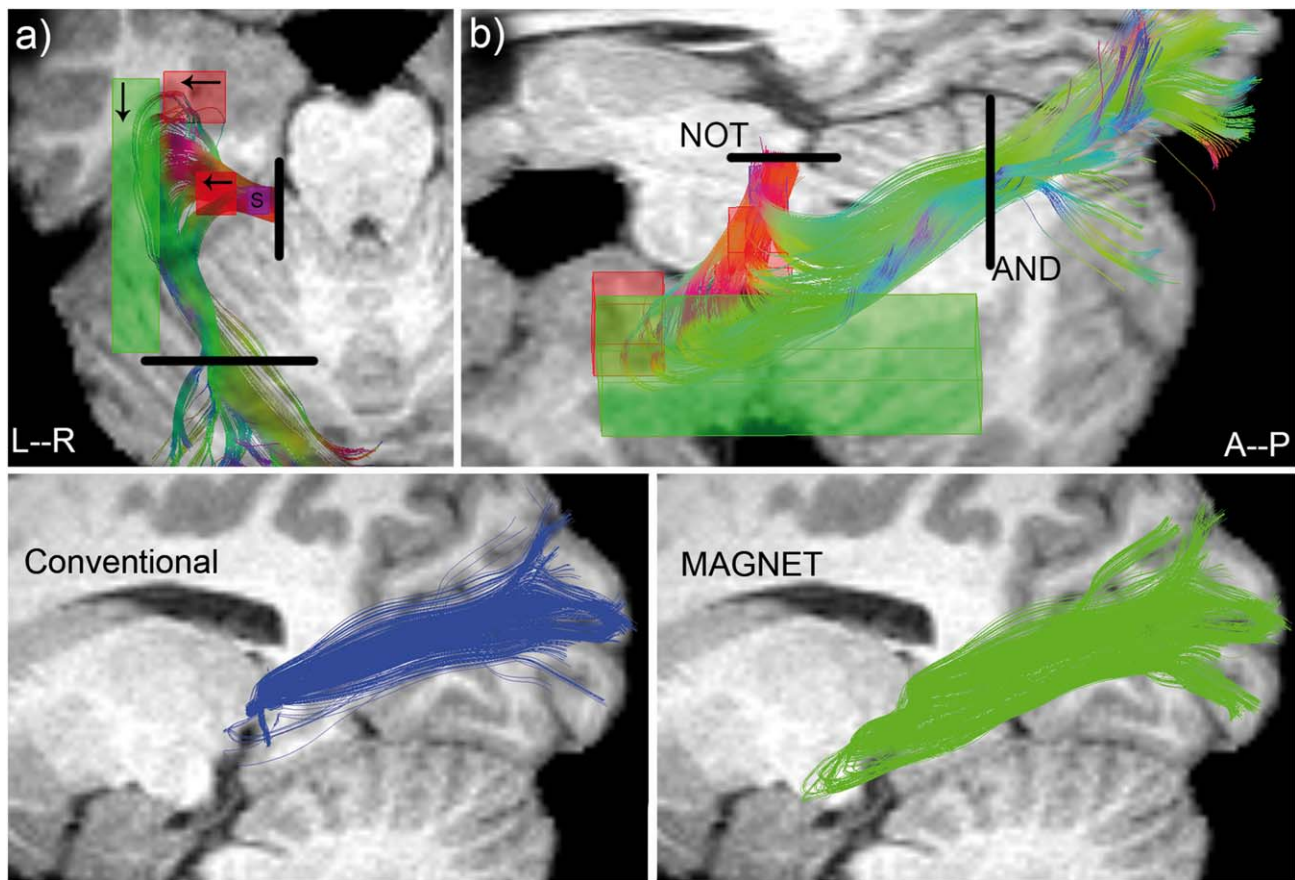 a)
b)
NOT
S
AND
L--R
A--P
Conventional
MAGNET